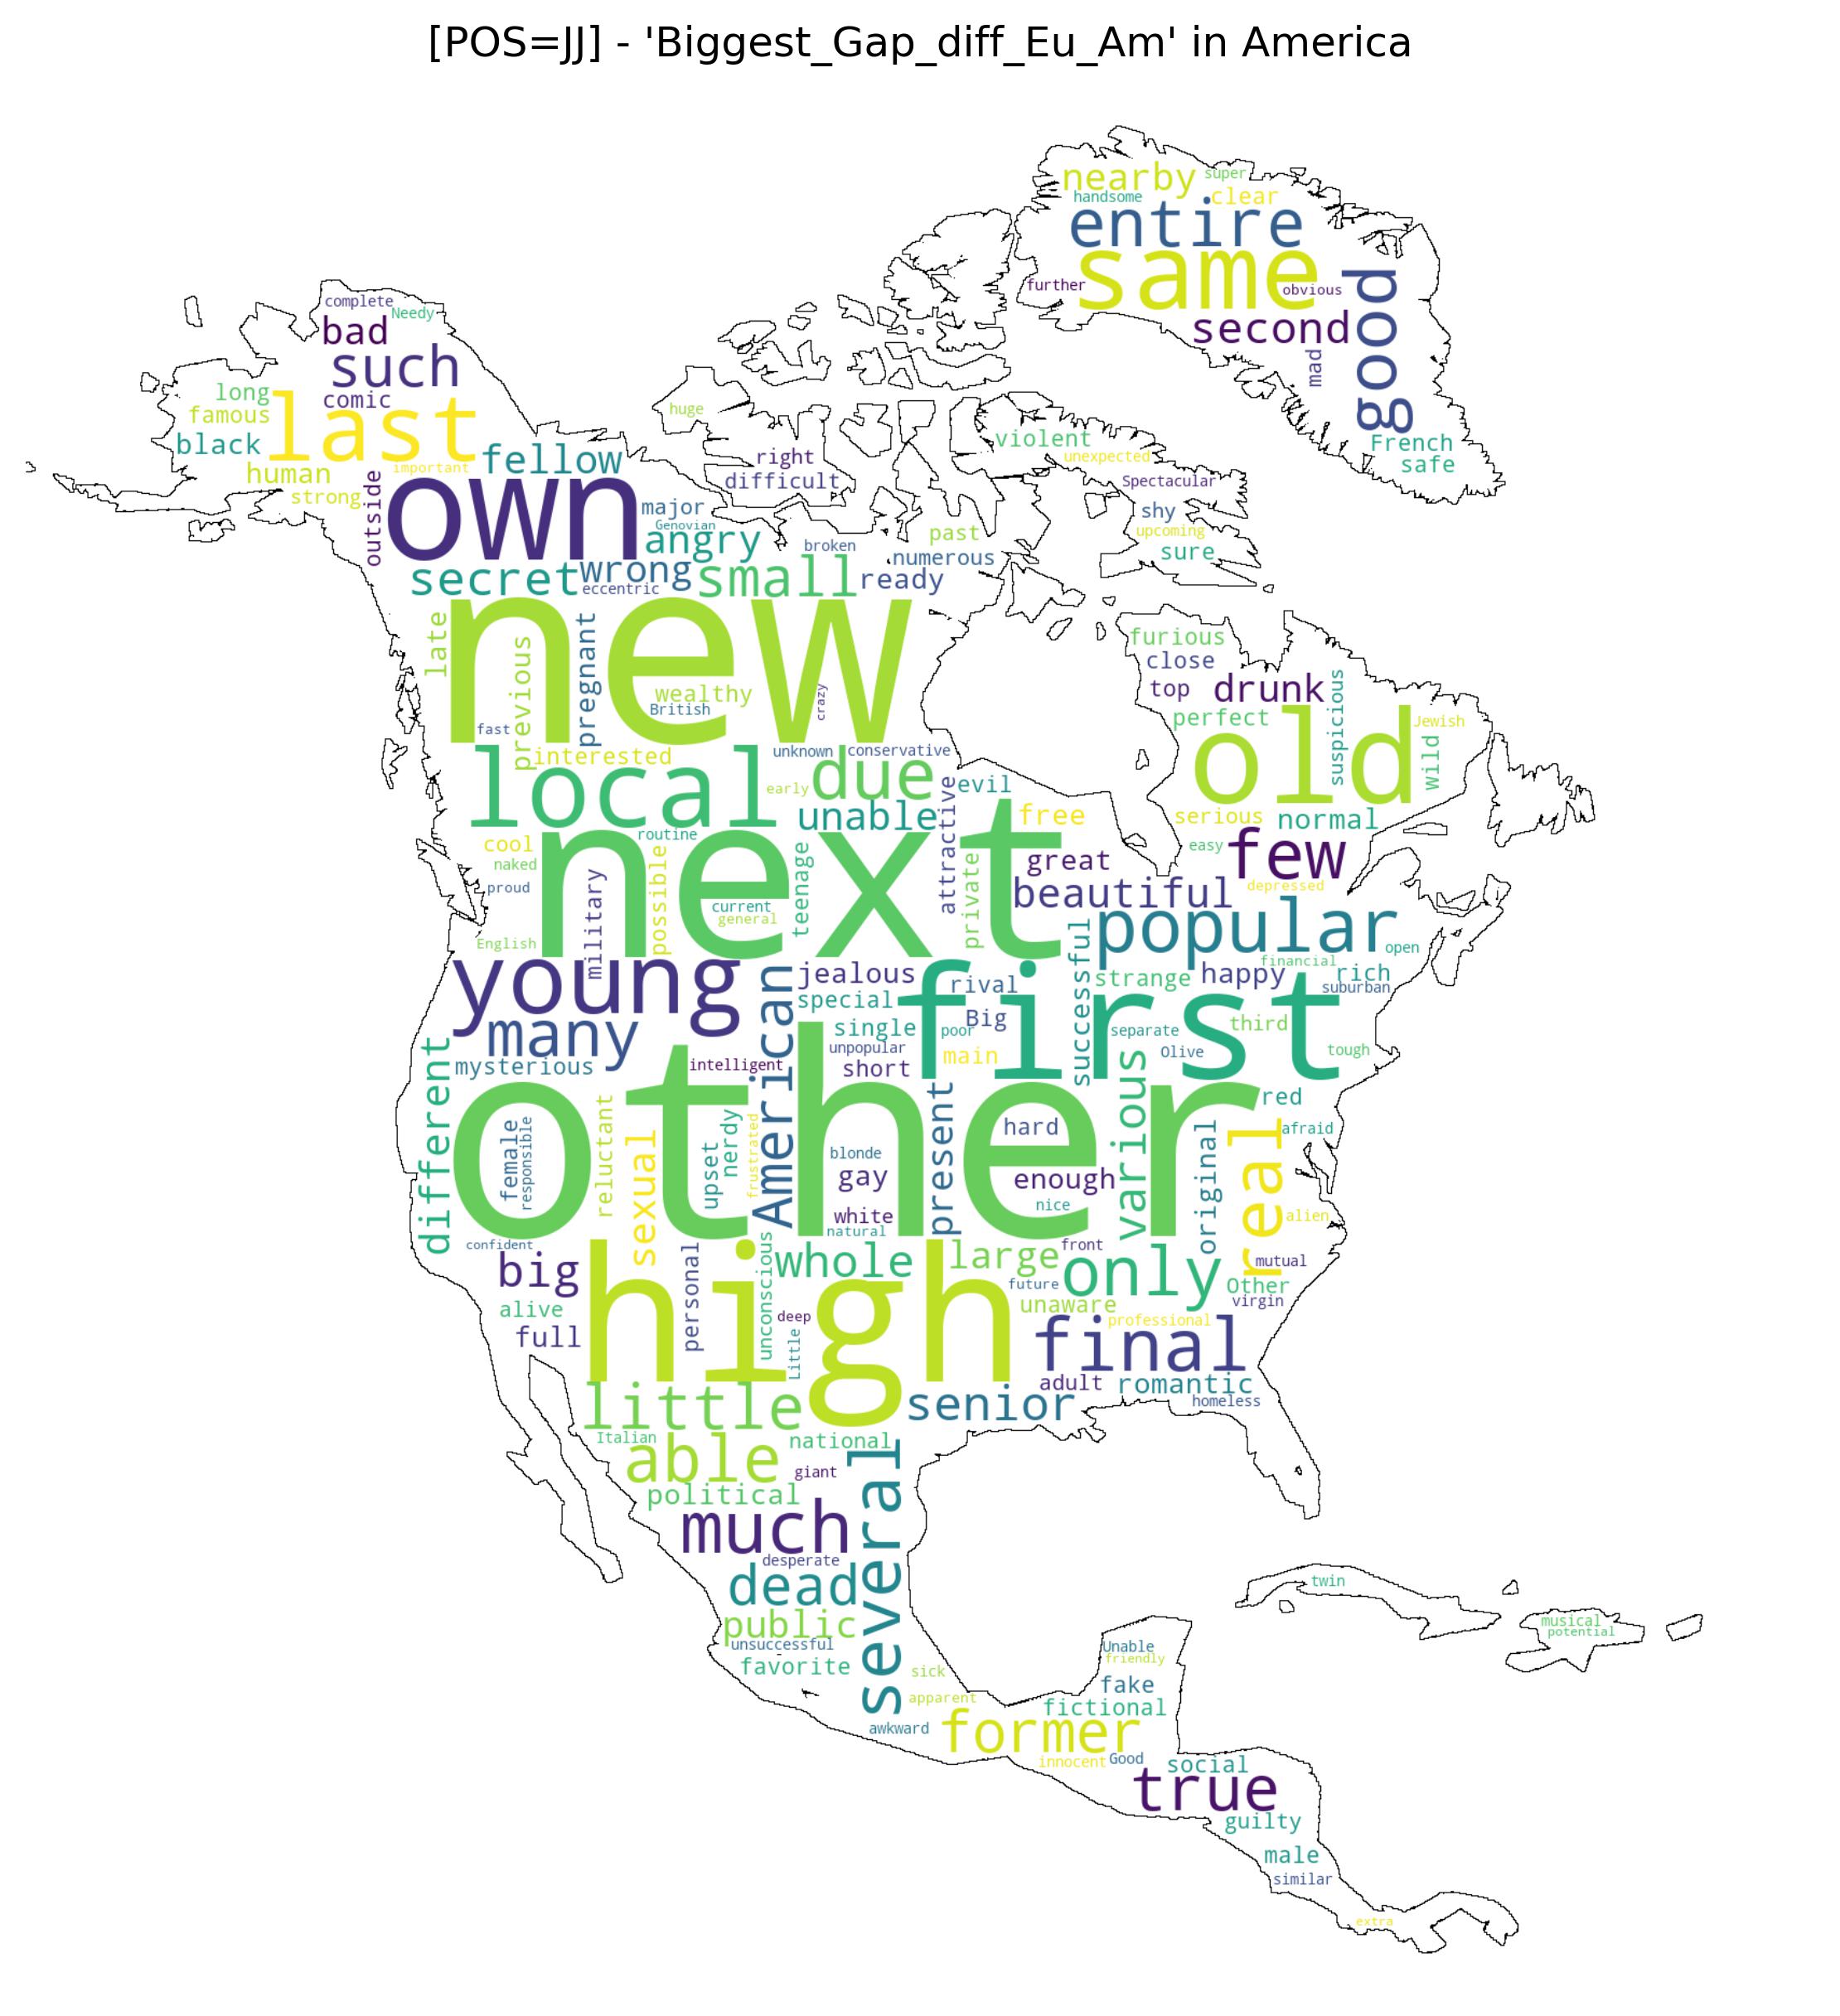 [POS=JJ] - 'Biggest_Gap_diff_Eu_Am' in America
nearby
super
handsome
clear
entire
same
further
obvious
good
second
mad
French
safe
complete
Needy
bad
such
long
comic
famous
last
black
human
important
strong
outside
fellow
huge
right
difficult
violent
unexpected
Spectacular
shy
upcoming
sure
own
major
Genovian
angry
broken
past
numerous
secret
wrong
eccentric
small
ready
new
late
previous
pregnant
wealthy
British
crazy
fast
interested
unknown
conservative
furious
close
top
drunk
perfect
suspicious
Jewish
old
wild
serious
normal
easy
few
depressed
local
early
due
evil
unable
attractive
free
cool
routine
naked
proud
next
military
possible
current
general
teenage
private
great
beautiful
English
popular
open
successful
financial
young
jealous
rival
strange
happy
rich
suburban
American
special
first
many
single
poor
Big
separate
third
unpopular
Olive
tough
mysterious
intelligent
short
main
different
other
various
red
female
responsible
reluctant
sexual
upset
nerdy
frustrated
blonde
gay
white
natural
present
hard
enough
nice
original
real
afraid
alien
confident
big
high
whole
large
front
only
mutual
personal
unconscious
future
Other
virgin
alive
unaware
full
deep
Little
professional
final
adult
romantic
homeless
little
senior
Italian
able
national
giant
political
much
several
desperate
dead
public
unsuccessful
-
favorite
sick
apparent
awkward
former
twin
musical
potential
Unable
friendly
fake
fictional
innocent
Good
social
true
guilty
male
similar
extra